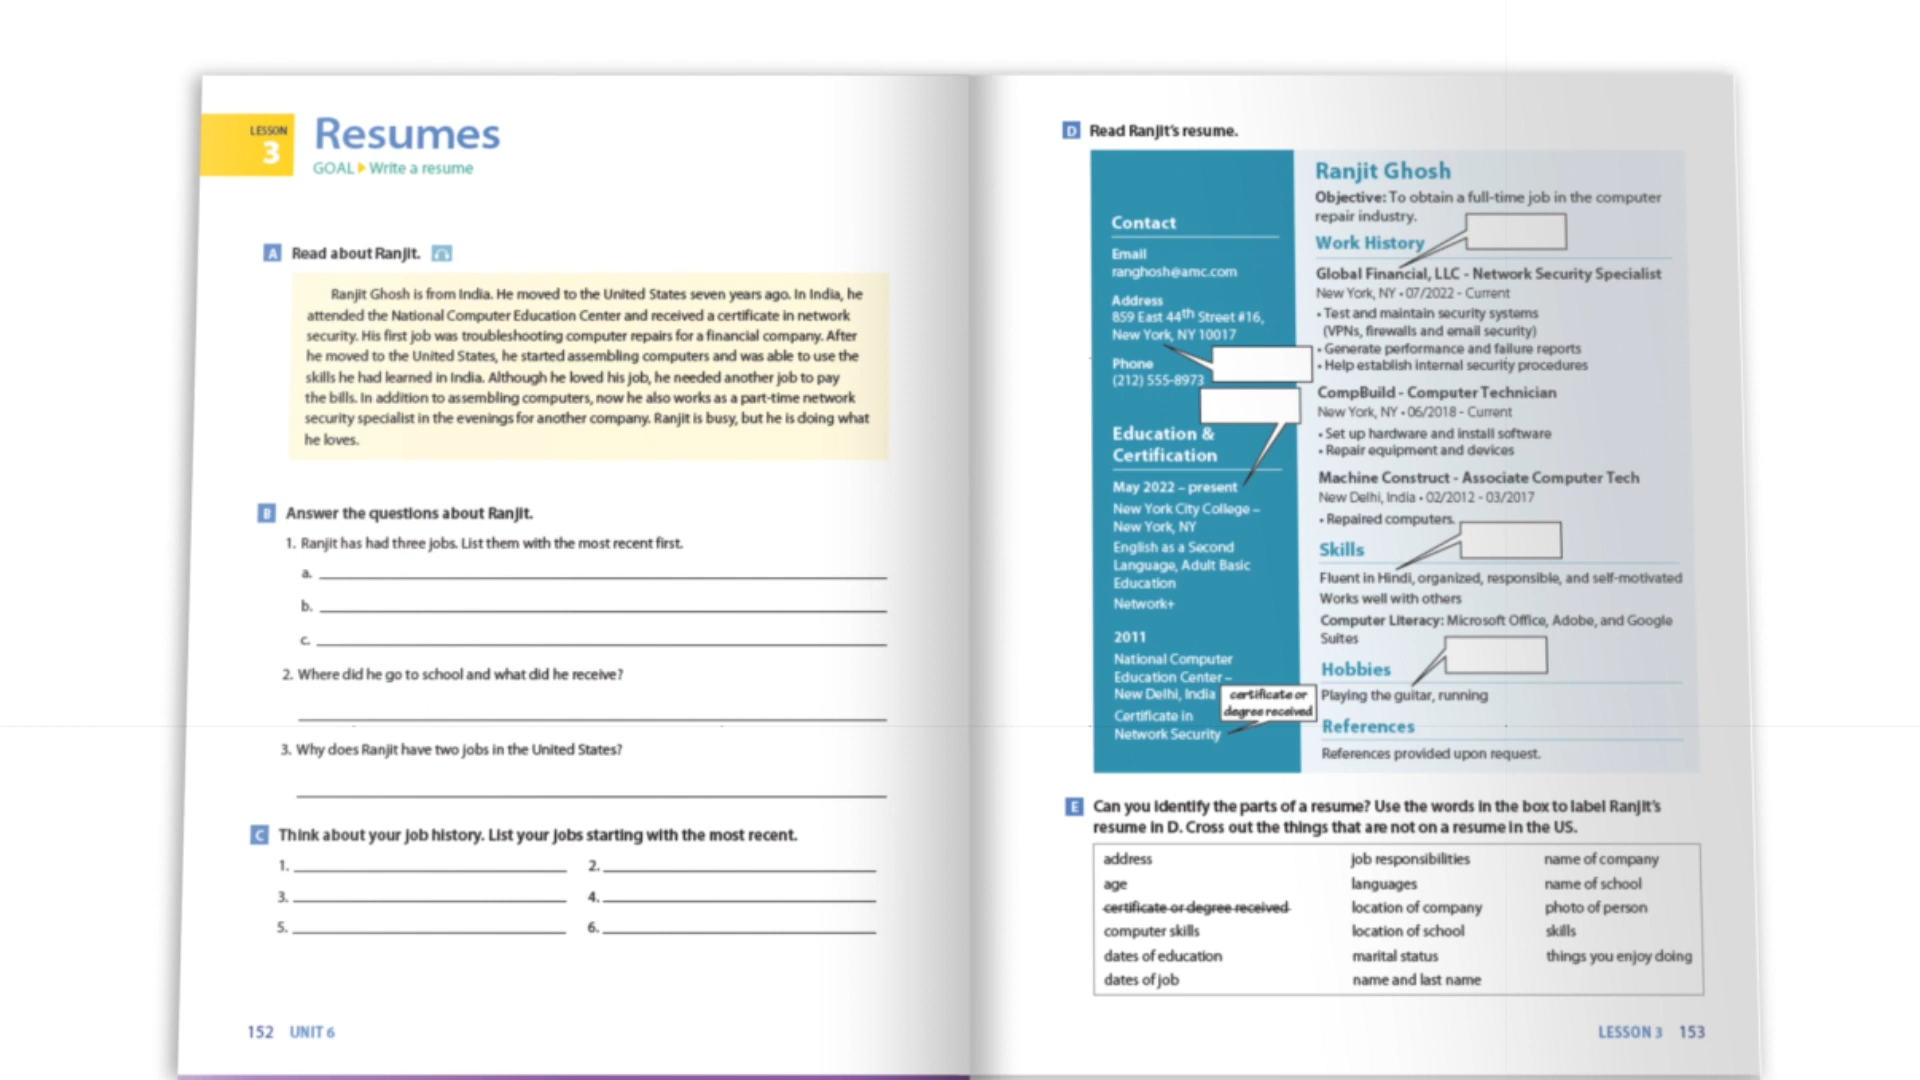 LESSON
3
Resumes
GOAL Write a resume
A Read about Ranjit.
Ranjit Ghosh is from India. He moved to the United States seven years ago. In India, he
attended the National Computer Education Center and received a certificate in network
security. His first job was troubleshooting computer repairs for a financial company. After
he moved to the United States, he started assembling computers and was able to use the
skills he had learned in India. Although he loved his job, he needed another job to pay
the bills. In addition to assembling computers, now he also works as a part-time network
security specialist in the evenings for another company. Ranjit is busy, but he is doing what
he loves.
B Answer the questions about Ranjit.
1. Ranjit has had three jobs. List them with the most recent first.
a.
b.
c.
2. Where did he go to school and what did he receive?
3. Why does Ranjit have two jobs in the United States?
C Think about your job history. List your jobs starting with the most recent.
1. 2.
3. 4.
5. 6.
152 UNIT 6
D Read Ranjit's resume.
Contact
Email
ranghosh@amc.com
Address
859 East 44th Street #16,
New York, NY 10017
Phone
(212) 555-8973
Education &
Certification
May 2022 – present
New York City College –
New York, NY
English as a Second
Language, Adult Basic
Education
Network+
2011
National Computer
Education Center –
New Delhi, India
Certificate in
Network Security
certificate or
degree received
Ranjit Ghosh
Objective: To obtain a full-time job in the computer
repair industry.
Work History
Global Financial, LLC - Network Security Specialist
New York, NY • 07/2022 - Current
• Test and maintain security systems
(VPNs, firewalls and email security)
• Generate performance and failure reports
• Help establish internal security procedures
CompBuild - Computer Technician
New York, NY • 06/2018 - Current
• Set up hardware and install software
• Repair equipment and devices
Machine Construct - Associate Computer Tech
New Delhi, India • 02/2012 - 03/2017
• Repaired computers.
Skills
Fluent in Hindi, organized, responsible, and self-motivated
Works well with others
Computer Literacy: Microsoft Office, Adobe, and Google
Suites
Hobbies
Playing the guitar, running
References
References provided upon request.
E Can you identify the parts of a resume? Use the words in the box to label Ranjit's
resume in D. Cross out the things that are not on a resume in the US.
address
age
certificate or degree received
computer skills
dates of education
dates of job
job responsibilities
languages
location of company
location of school
marital status
name and last name
name of company
name of school
photo of person
skills
things you enjoy doing
LESSON 3 153